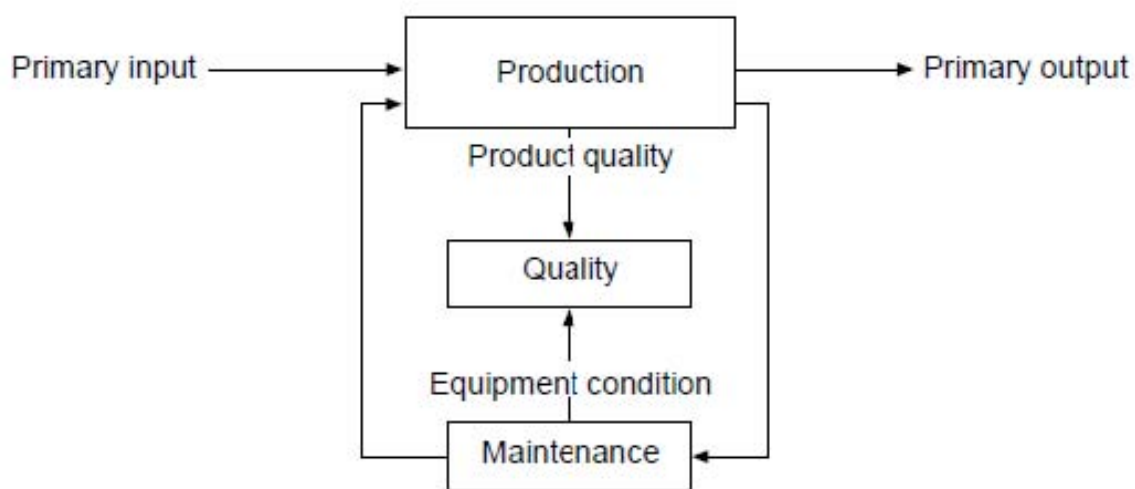 Primary input
Production
Primary output
Product quality
Quality
Equipment condition
Maintenance